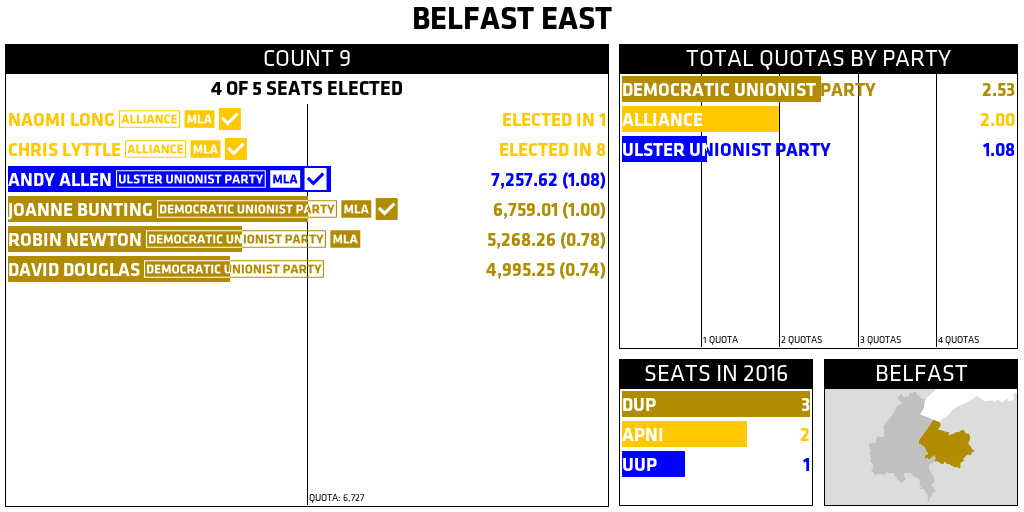 BELFAST EAST
COUNT 9
4 OF 5 SEATS ELECTED
NAOMI LONG ALLIANCE MLA ELECTED IN 1
CHRIS LYTTLE ALLIANCE MLA ELECTED IN 8
ANDY ALLEN ULSTER UNIONIST PARTY MLA 7,257.62 (1.08)
JOANNE BUNTING DEMOCRATIC UNIONIST PARTY MLA 6,759.01 (1.00)
ROBIN NEWTON DEMOCRATIC UNIONIST PARTY MLA 5,268.26 (0.78)
DAVID DOUGLAS DEMOCRATIC UNIONIST PARTY 4,995.25 (0.74)
QUOTA: 6,727
TOTAL QUOTAS BY PARTY
DEMOCRATIC UNIONIST PARTY 2.53
ALLIANCE 2.00
ULSTER UNIONIST PARTY 1.08
1 QUOTA 2 QUOTAS 3 QUOTAS 4 QUOTAS
SEATS IN 2016
DUP 3
APNI 2
UUP 1
BELFAST